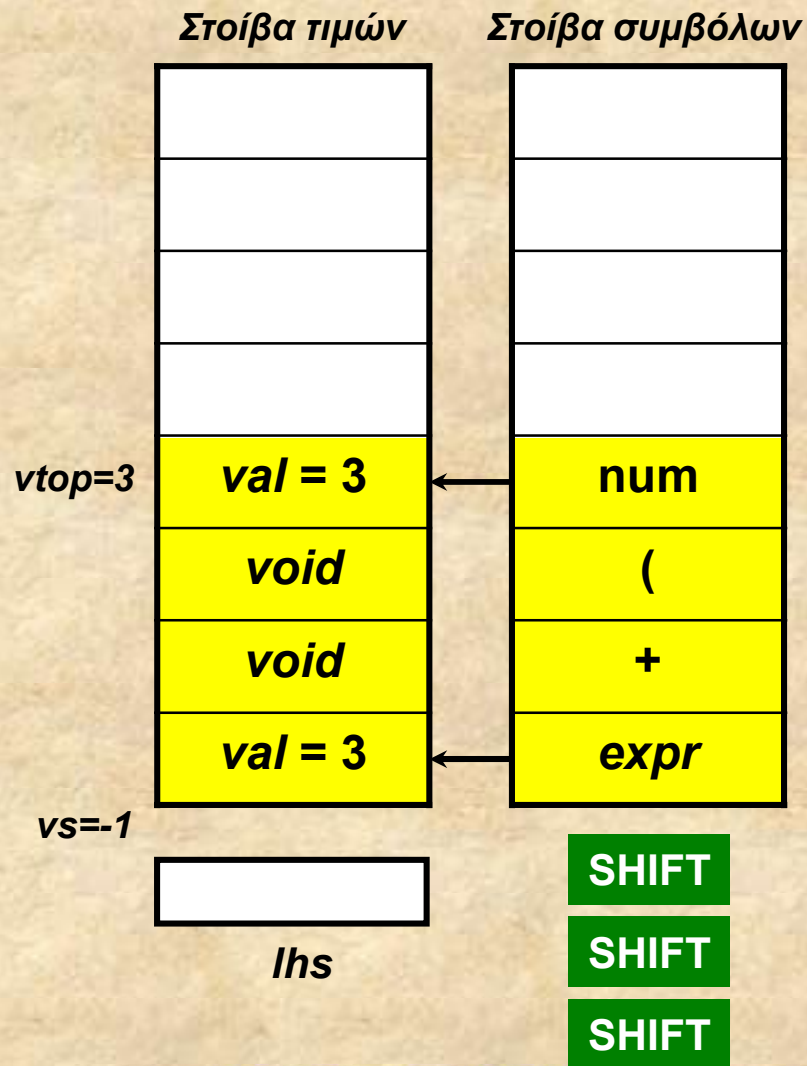 Στοίβα τιμών Στοίβα συμβόλων
vtop=3 val = 3 num
void (
void +
val = 3 expr
vs=-1
SHIFT
lhs
SHIFT
SHIFT